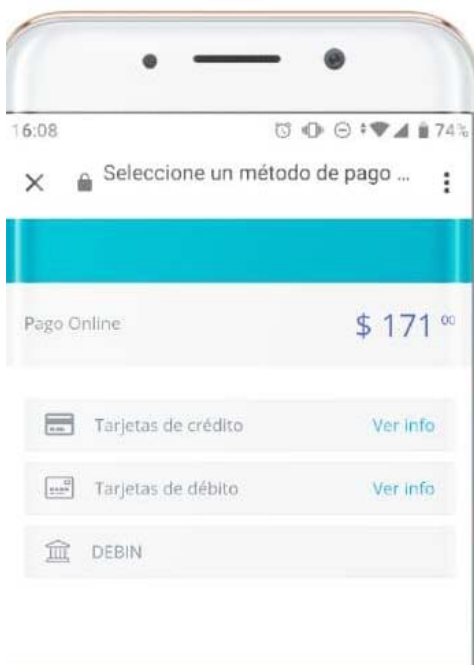 16:08 74%
Seleccione un método de pago ...
Pago Online $ 171 00
Tarjetas de crédito Ver info
Tarjetas de débito Ver info
DEBIN